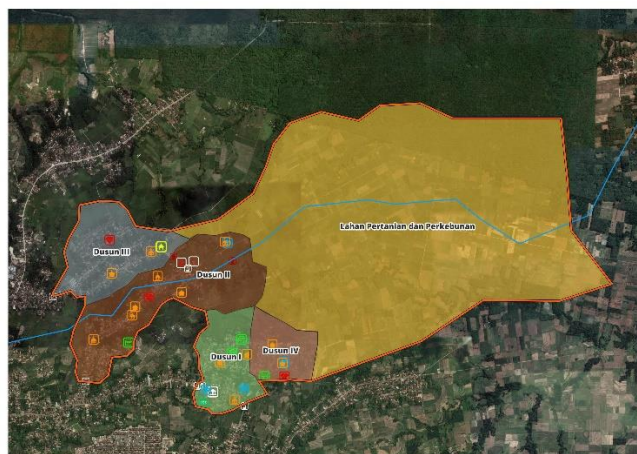 Lahan Pertanian dan Perkebunan
Dusun III
Dusun II
Dusun I
Dusun IV